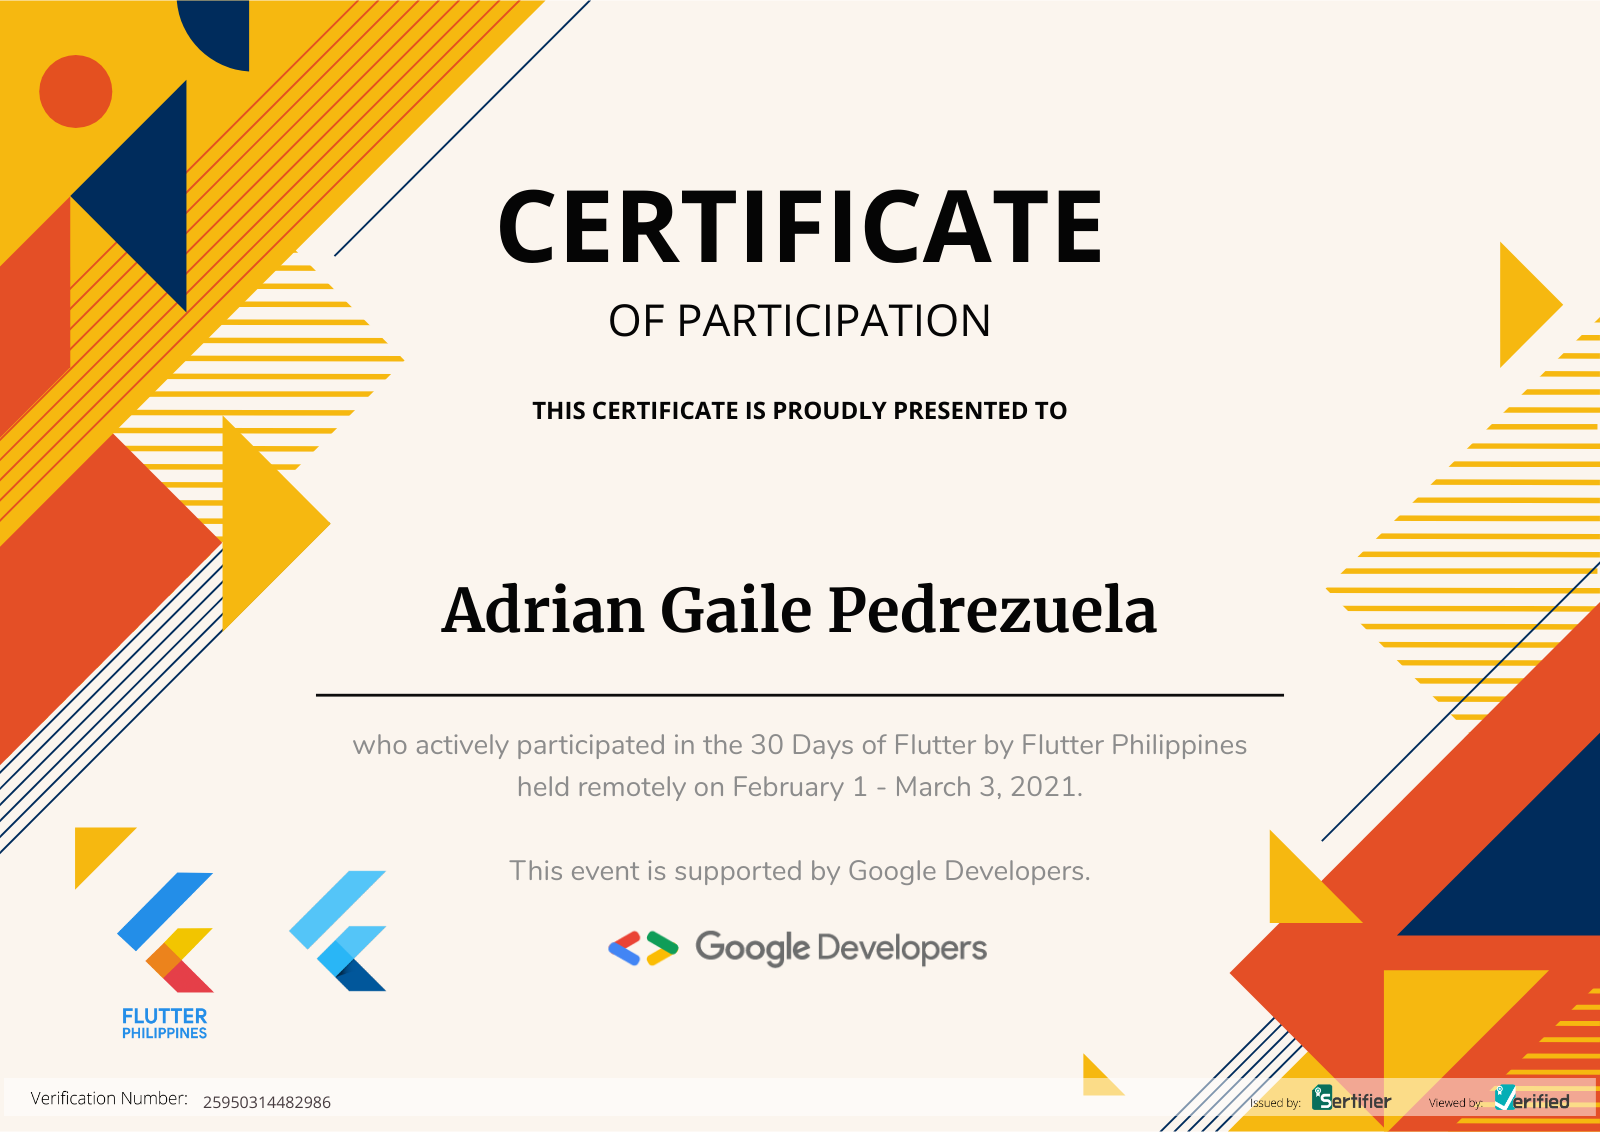 CERTIFICATE
OF PARTICIPATION
THIS CERTIFICATE IS PROUDLY PRESENTED TO
Adrian Gaile Pedrezuela
who actively participated in the 30 Days of Flutter by Flutter Philippines
held remotely on February 1 - March 3, 2021.
This event is supported by Google Developers.
Google Developers
FLUTTER
PHILIPPINES
Verification Number: 25950314482986
Issued by: Sertifier Viewed by: Verified